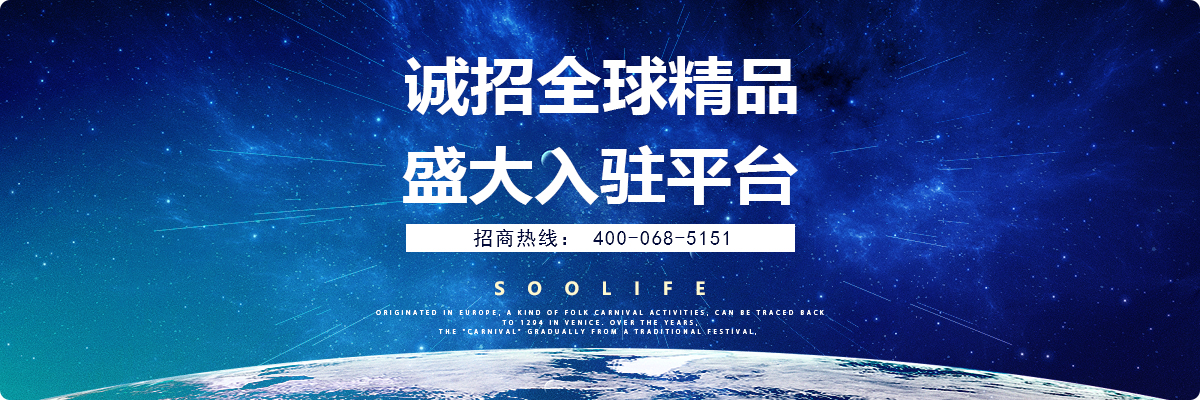 诚招全球精品
盛大入驻平台
招商热线： 400-068-5151
SOOLIFE
ORIGINATED IN EUROPE, A KIND OF FOLK CARNIVAL ACTIVITIES, CAN BE TRACED BACK
TO 1294 IN VENICE. OVER THE YEARS,
THE "CARNIVAL" GRADUALLY FROM A TRADITIONAL FESTIVAL,